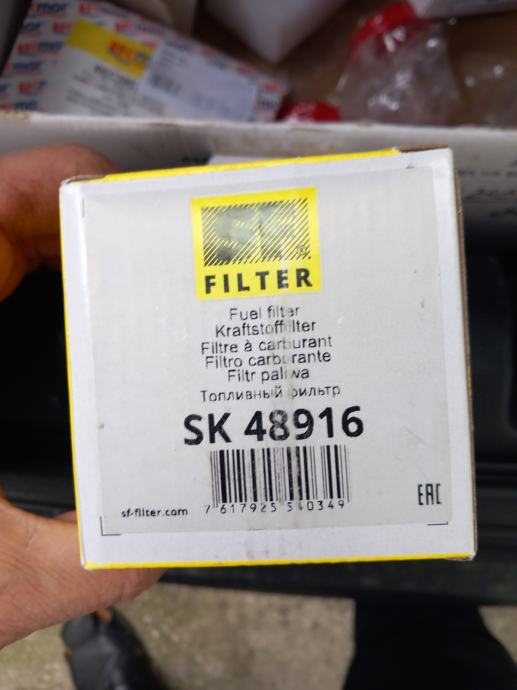 SF
FILTER
Fuel filter
Kraftstofffilter
Filtre à carburant
Filtro carburante
Filtr paliwa
Топливный фильтр
SK 48916
sf-filter.com
7 617925 540349
EAC